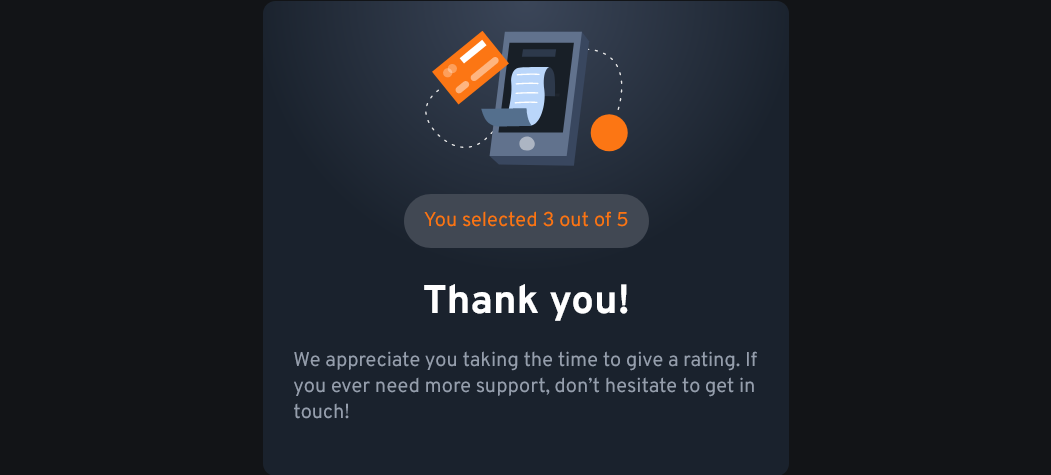 You selected 3 out of 5
Thank you!
We appreciate you taking the time to give a rating. If
you ever need more support, don’t hesitate to get in
touch!